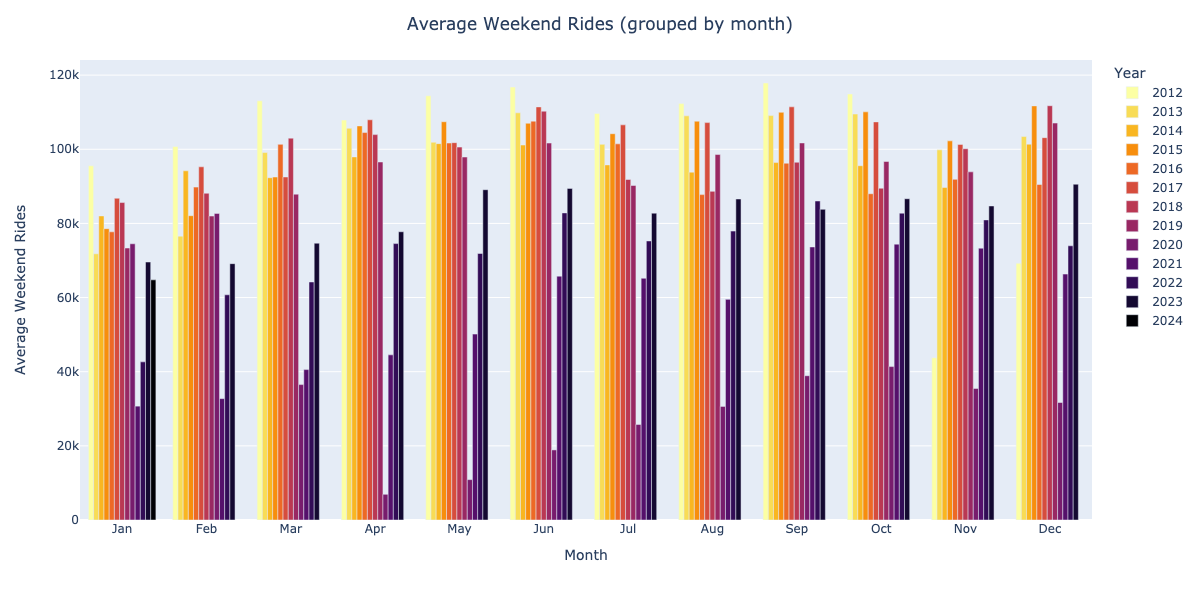 Average Weekend Rides (grouped by month)
Year
2012
2013
2014
2015
2016
2017
2018
2019
2020
2021
2022
2023
2024
Average Weekend Rides
120k
100k
80k
60k
40k
20k
0
Jan Feb Mar Apr May Jun Jul Aug Sep Oct Nov Dec
Month